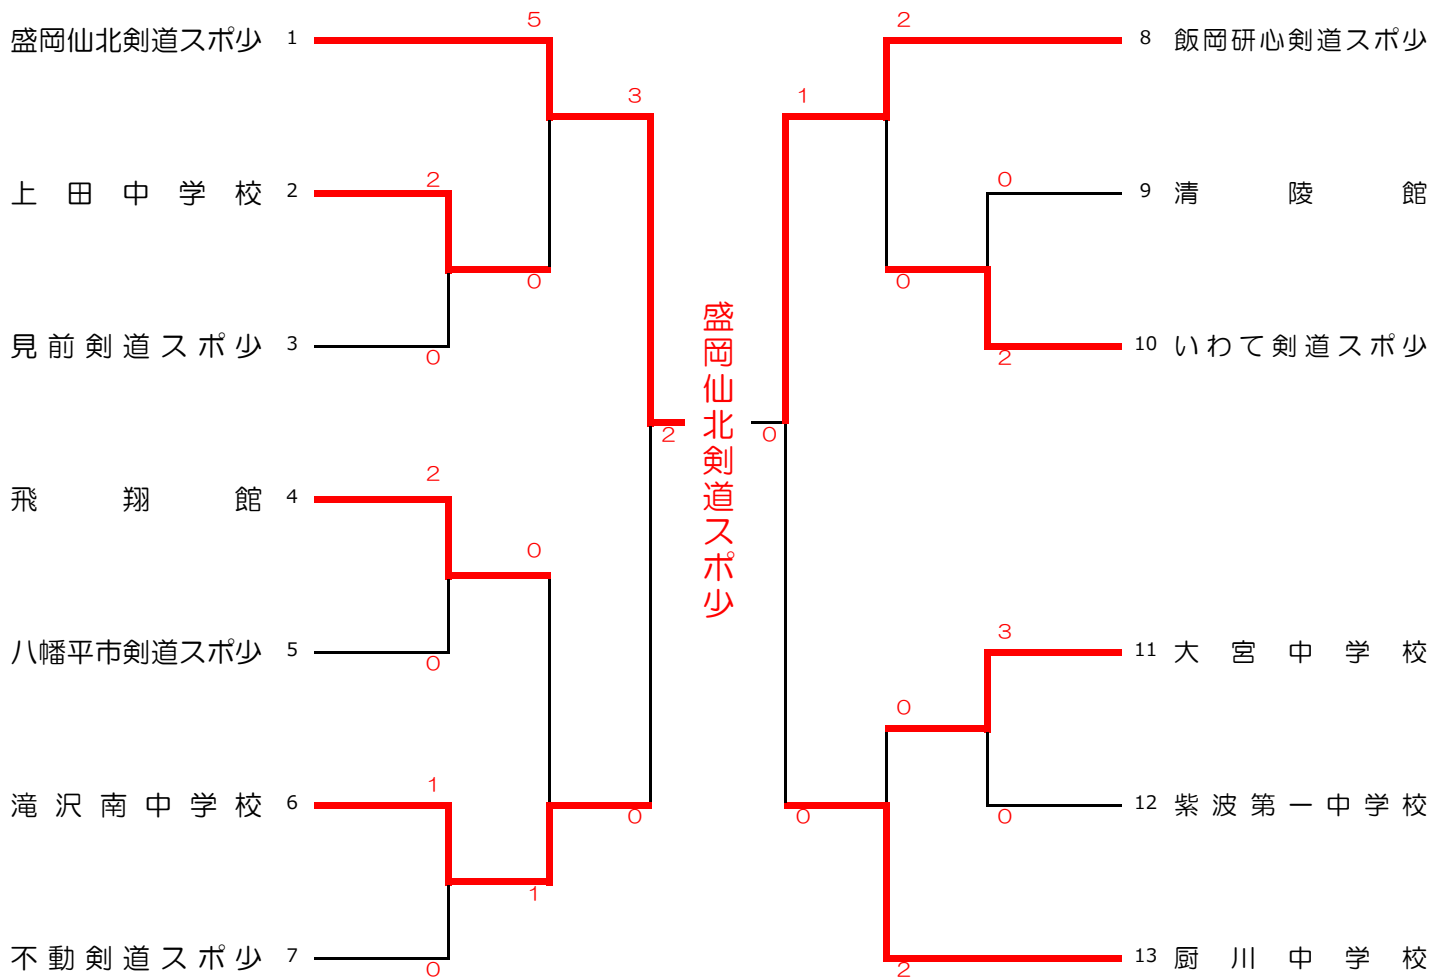 5
2
盛岡仙北剣道スポ少 1
8 飯岡研心剣道スポ少
3
1
2
0
上田中学校 2
9 清陵館
0
0
見前剣道スポ少 3
10 いわて剣道スポ少
0
2
盛岡仙北剣道スポ少
2
0
2
飛翔館 4
0
八幡平市剣道スポ少 5
0
3
11 大宮中学校
0
1
滝沢南中学校 6
12 紫波第一中学校
0
0
0
1
不動剣道スポ少 7
13 厨川中学校
0
2